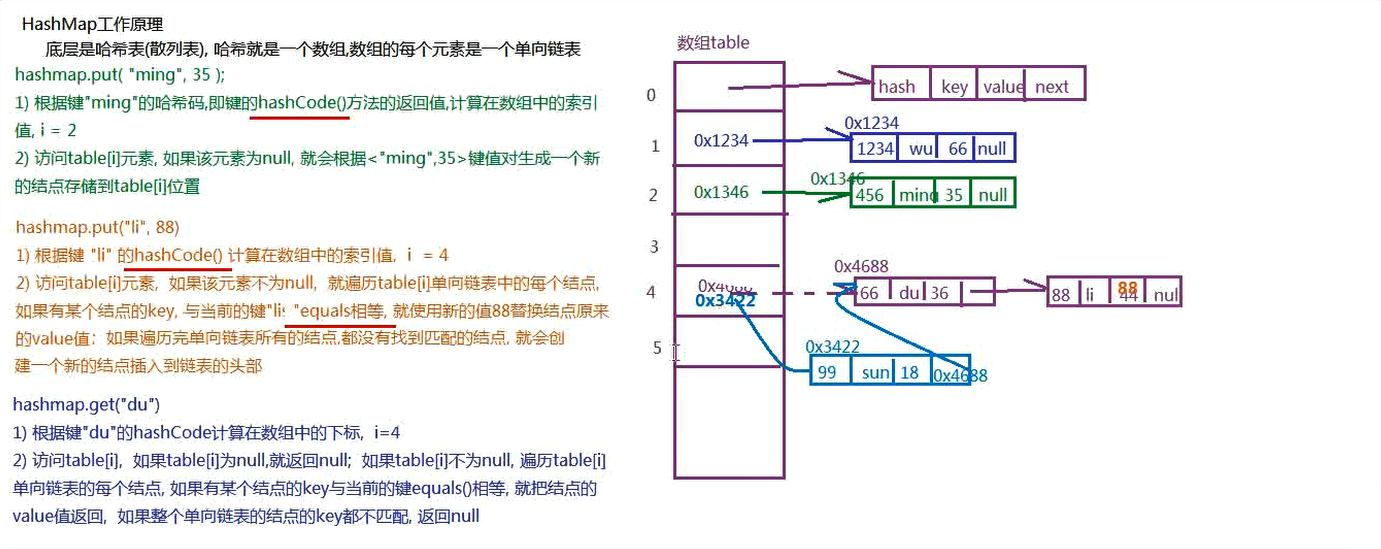 HashMap工作原理
底层是哈希表(散列表), 哈希就是一个数组,数组的每个元素是一个单向链表
hashmap.put( "ming", 35 );
1) 根据键"ming"的哈希码,即键的hashCode()方法的返回值,计算在数组中的索引
值, i = 2
2) 访问table[i]元素, 如果该元素为null, 就会根据<"ming",35>键值对生成一个新
的结点存储到table[i]位置
hashmap.put("li", 88)
1) 根据键 "li" 的hashCode() 计算在数组中的索引值, i = 4
2) 访问table[i]元素, 如果该元素不为null, 就遍历table[i]单向链表中的每个结点,
如果有某个结点的key, 与当前的键"li "equals相等, 就使用新的值88替换结点原来
的value值; 如果遍历完单向链表所有的结点,都没有找到匹配的结点, 就会创
建一个新的结点插入到链表的头部
hashmap.get("du")
1) 根据键"du"的hashCode计算在数组中的下标, i=4
2) 访问table[i], 如果table[i]为null,就返回null; 如果table[i]不为null, 遍历table[i]
单向链表的每个结点, 如果有某个结点的key与当前的键equals()相等, 就把结点的
value值返回, 如果整个单向链表的结点的key都不匹配, 返回null
数组table
0
hash key value next
0x1234
1
0x1234
1234 wu 66 null
0x1346
2
0x1346
456 ming 35 null
3
0x4688
4
0x4688
0x3422
66 du 36
88 li 44 88 nul
0x3422
5
99 sun 18 0x4688